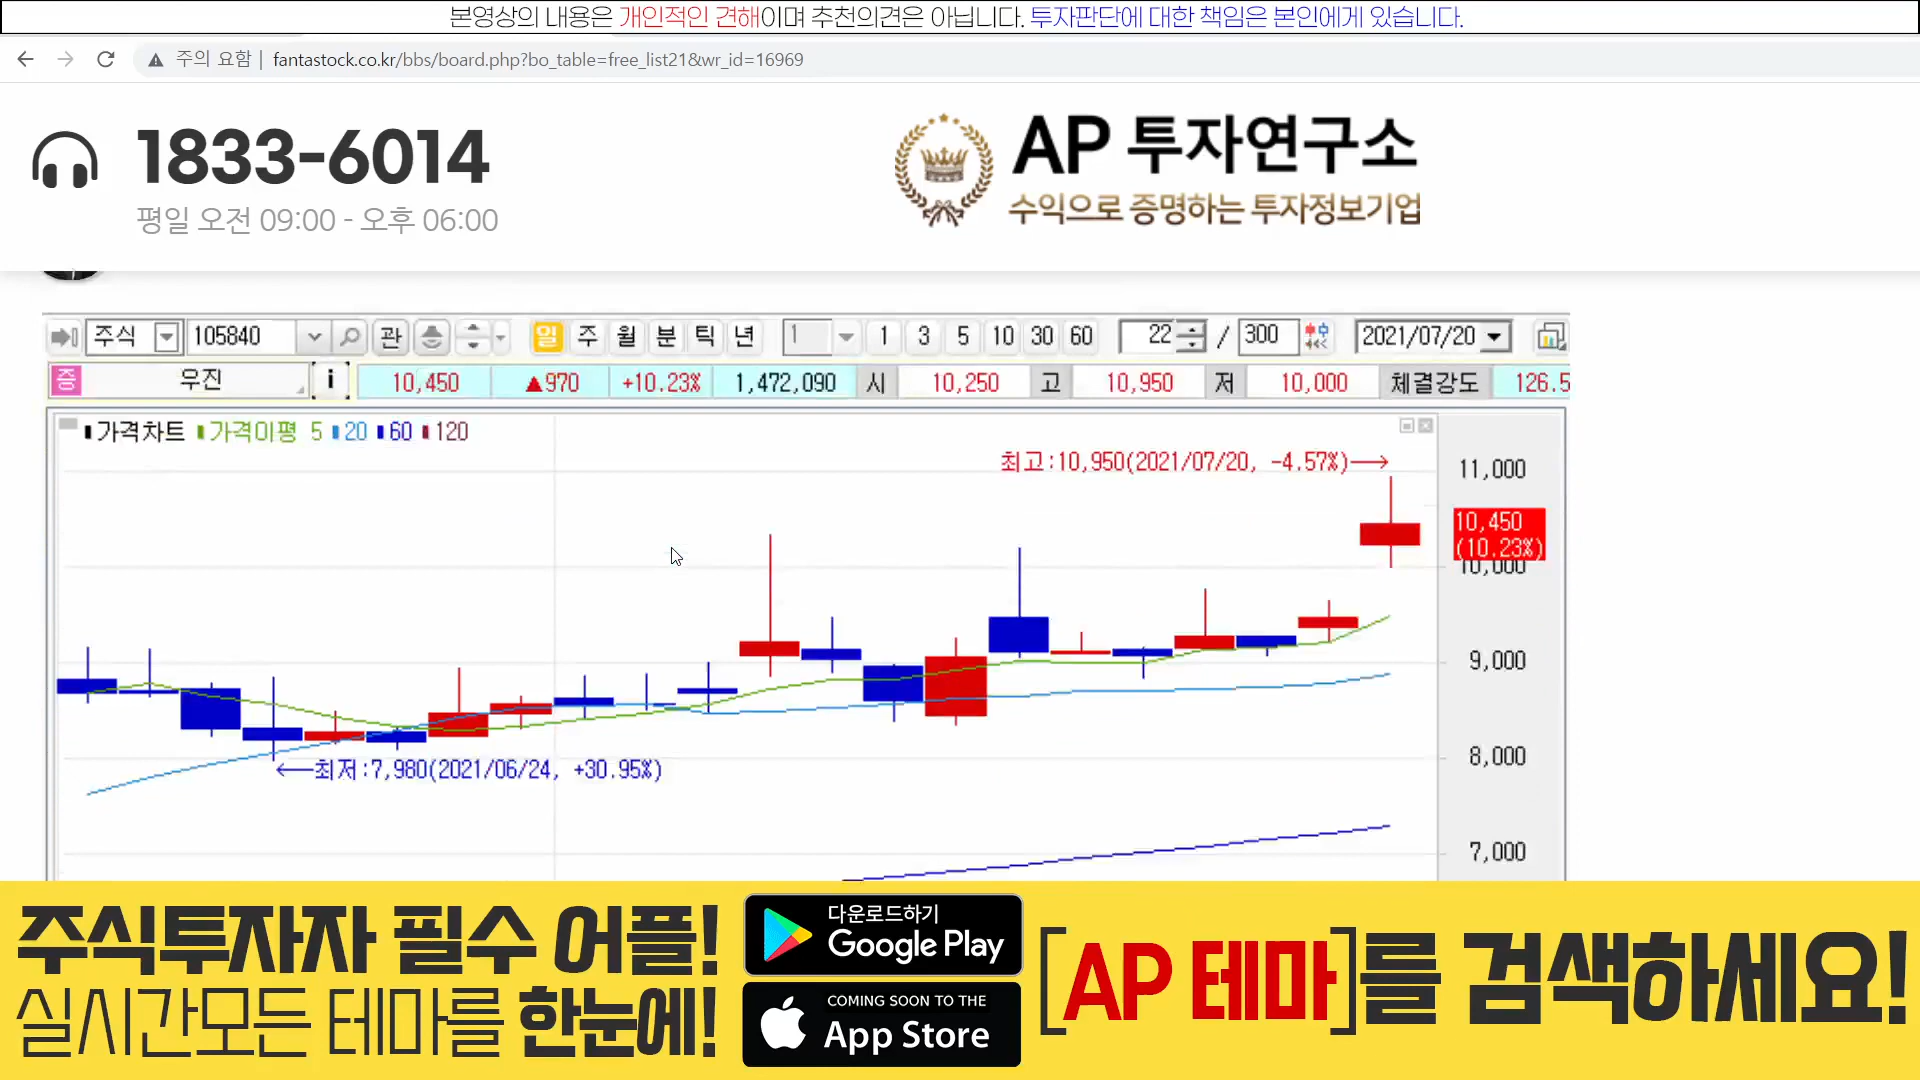 본영상의 내용은 개인적인 견해이며 추천의견은 아닙니다. 투자판단에 대한 책임은 본인에게 있습니다.
주의 요함 | fantastock.co.kr/bbs/board.php?bo_table=free_list21&wr_id=16969
1833-6014
평일 오전 09:00 - 오후 06:00
AP 투자연구소
수익으로 증명하는 투자정보기업
주식 105840 관 일 주 월 분 틱 년 1 1 3 5 10 30 60 22 / 300 2021/07/20
증 우진 i 10,450 ▲970 +10.23% 1,472,090 시 10,250 고 10,950 저 10,000 체결강도 126.5
가격차트 가격이평 5 20 60 120
최고:10,950(2021/07/20, -4.57%)→
11,000
10,450
(10.23%)
10,000
9,000
←최저:7,980(2021/06/24, +30.95%)
8,000
7,000
주식투자자 필수 어플!
실시간모든 테마를 한눈에!
다운로드하기
Google Play
COMING SOON TO THE
App Store
[AP 테마]를 검색하세요!